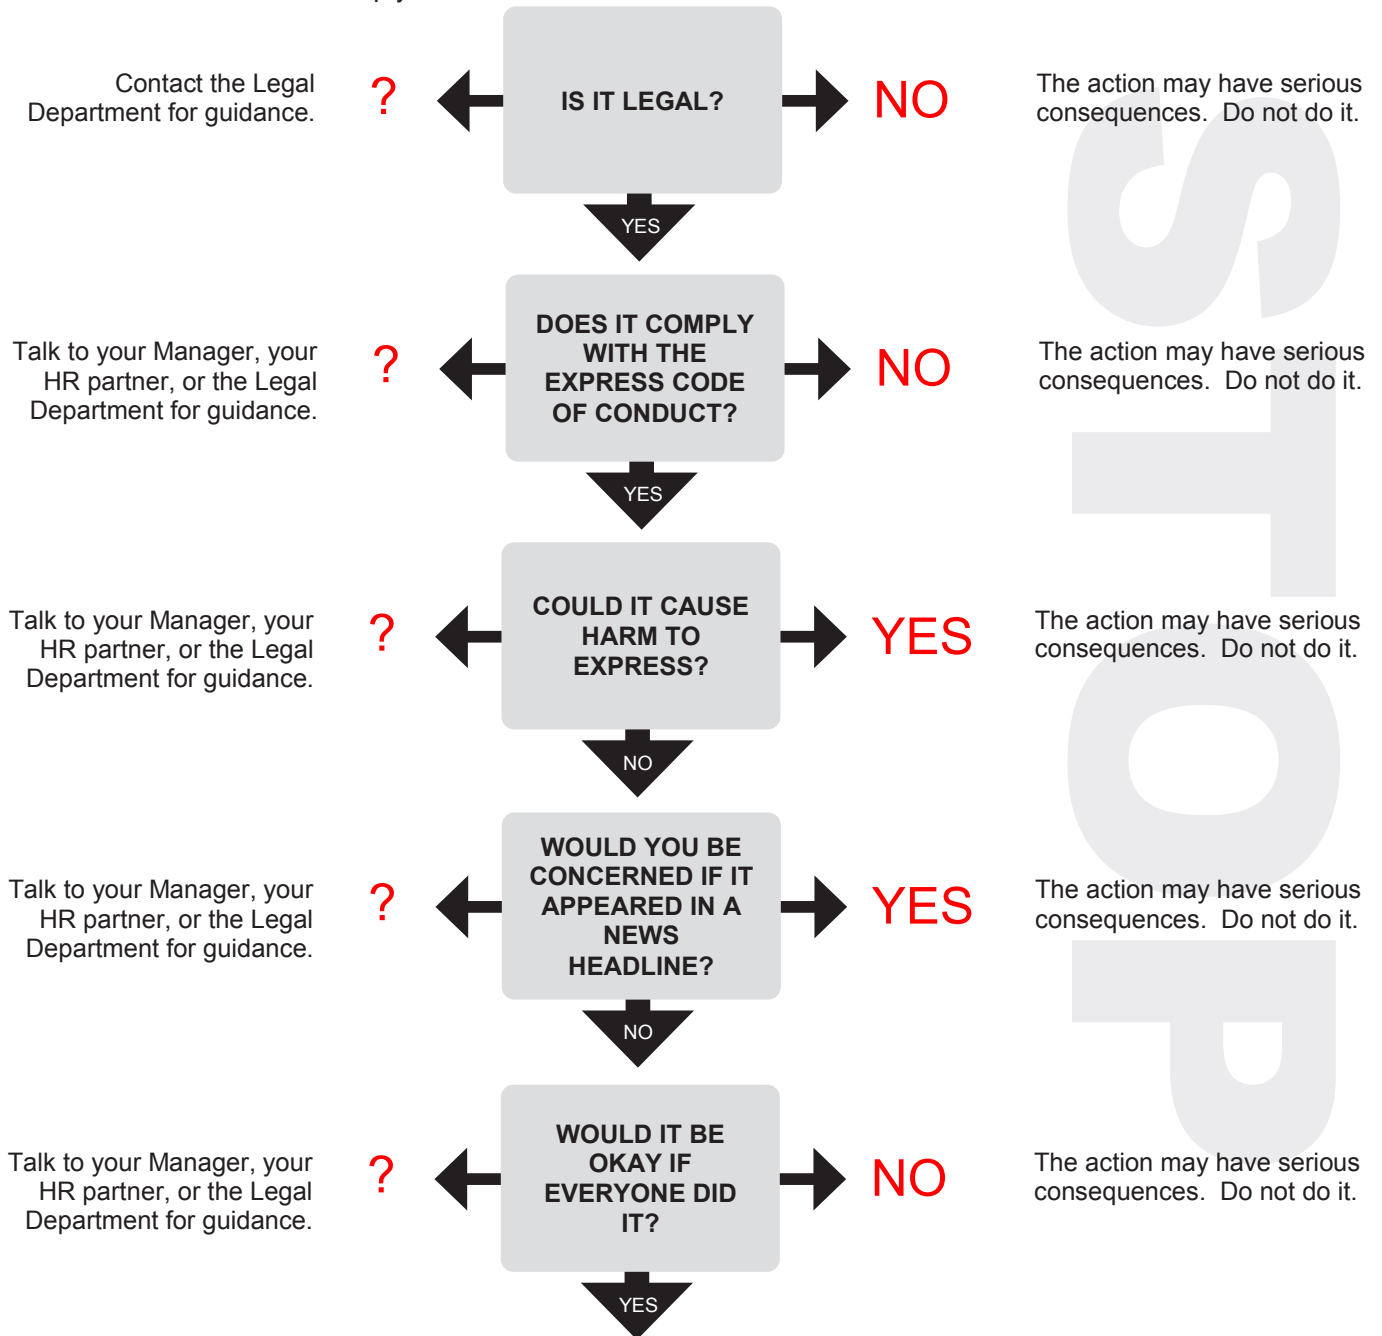 Contact the Legal
Department for guidance.
?
IS IT LEGAL?
NO
The action may have serious
consequences.  Do not do it.
YES
Talk to your Manager, your
HR partner, or the Legal
Department for guidance.
?
DOES IT COMPLY
WITH THE
EXPRESS CODE
OF CONDUCT?
NO
The action may have serious
consequences.  Do not do it.
YES
Talk to your Manager, your
HR partner, or the Legal
Department for guidance.
?
COULD IT CAUSE
HARM TO
EXPRESS?
YES
The action may have serious
consequences.  Do not do it.
NO
Talk to your Manager, your
HR partner, or the Legal
Department for guidance.
?
WOULD YOU BE
CONCERNED IF IT
APPEARED IN A
NEWS
HEADLINE?
YES
The action may have serious
consequences.  Do not do it.
NO
Talk to your Manager, your
HR partner, or the Legal
Department for guidance.
?
WOULD IT BE
OKAY IF
EVERYONE DID
IT?
NO
The action may have serious
consequences.  Do not do it.
YES
STOP